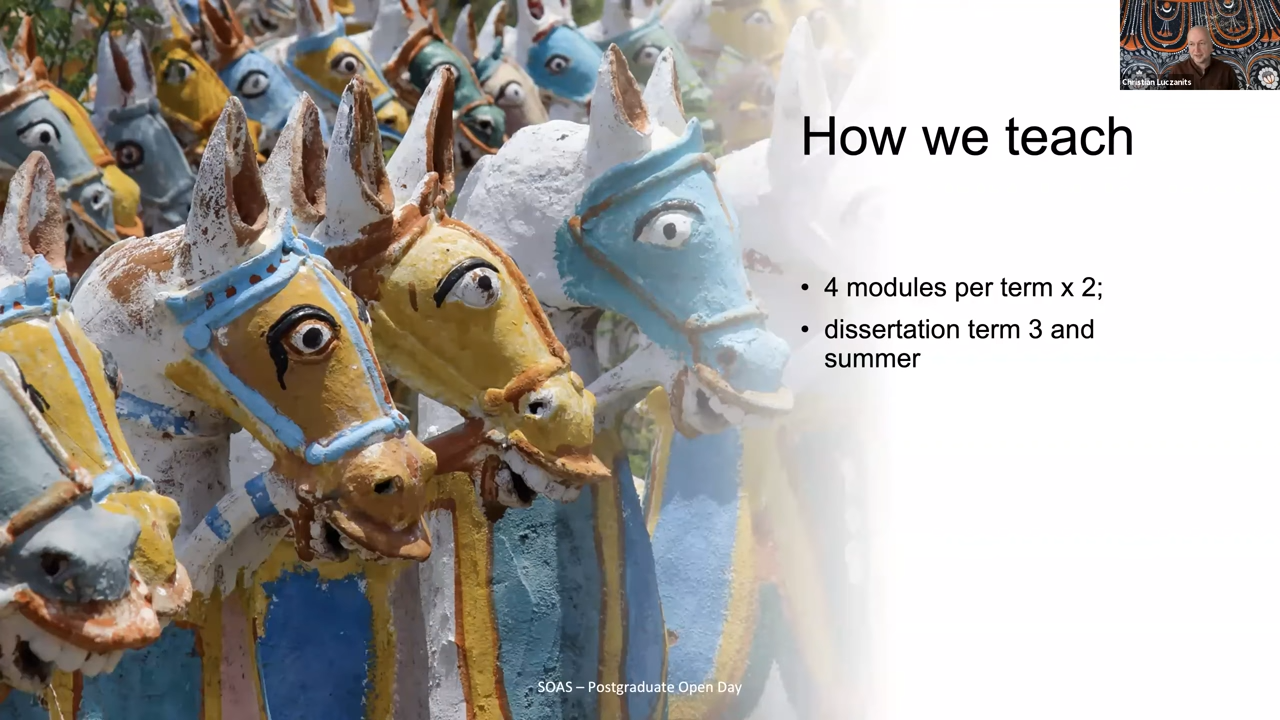 Christian Luczanits
How we teach
• 4 modules per term x 2;
• dissertation term 3 and
summer
SOAS – Postgraduate Open Day